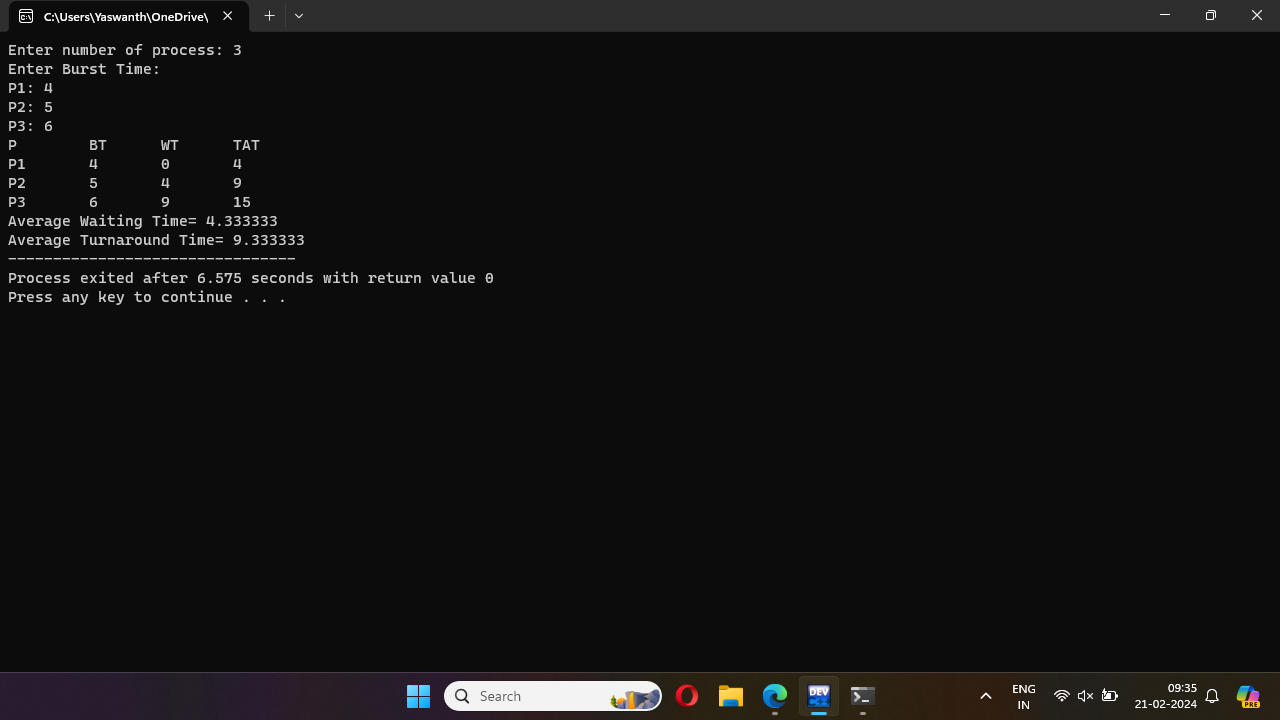 C:\Users\Yaswanth\OneDrive\
Enter number of process: 3
Enter Burst Time:
P1: 4
P2: 5
P3: 6
P BT WT TAT
P1 4 0 4
P2 5 4 9
P3 6 9 15
Average Waiting Time= 4.333333
Average Turnaround Time= 9.333333
--------------------------------
Process exited after 6.575 seconds with return value 0
Press any key to continue . . .
Search
DEV
ENG
IN
09:35
21-02-2024
PRE